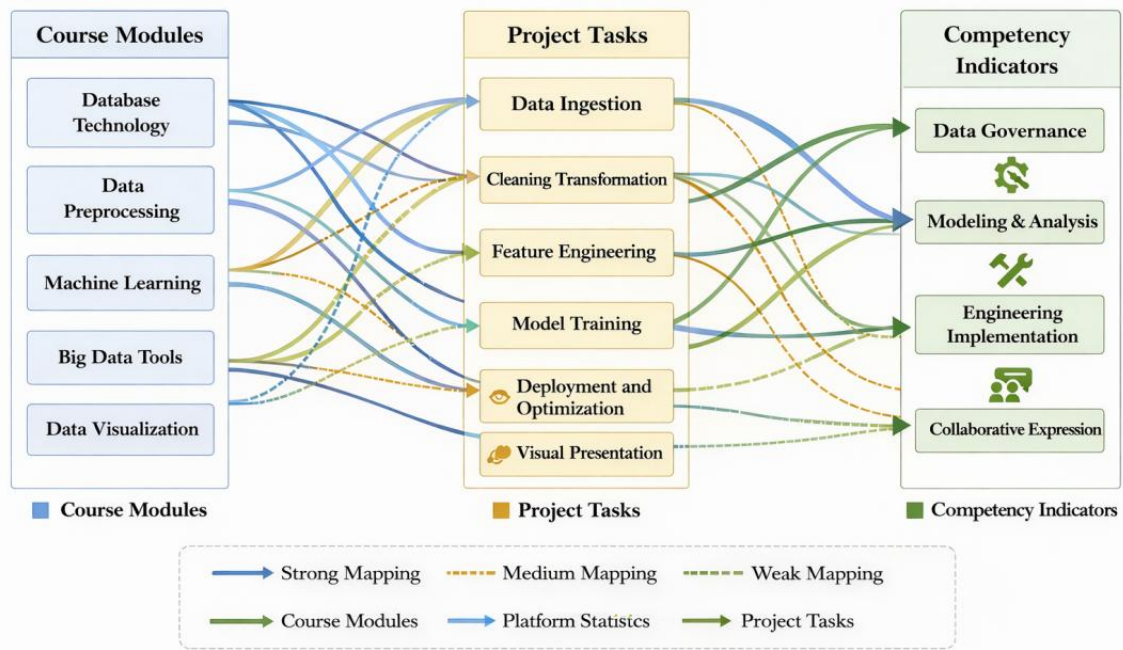 Course Modules
Database
Technology
Data
Preprocessing
Machine Learning
Big Data Tools
Data Visualization
Project Tasks
Data Ingestion
Cleaning Transformation
Feature Engineering
Model Training
Deployment and
Optimization
Visual Presentation
Competency
Indicators
Data Governance
Modeling & Analysis
Engineering
Implementation
Collaborative Expression
Course Modules
Project Tasks
Competency Indicators
Strong Mapping
Medium Mapping
Weak Mapping
Course Modules
Platform Statistics
Project Tasks